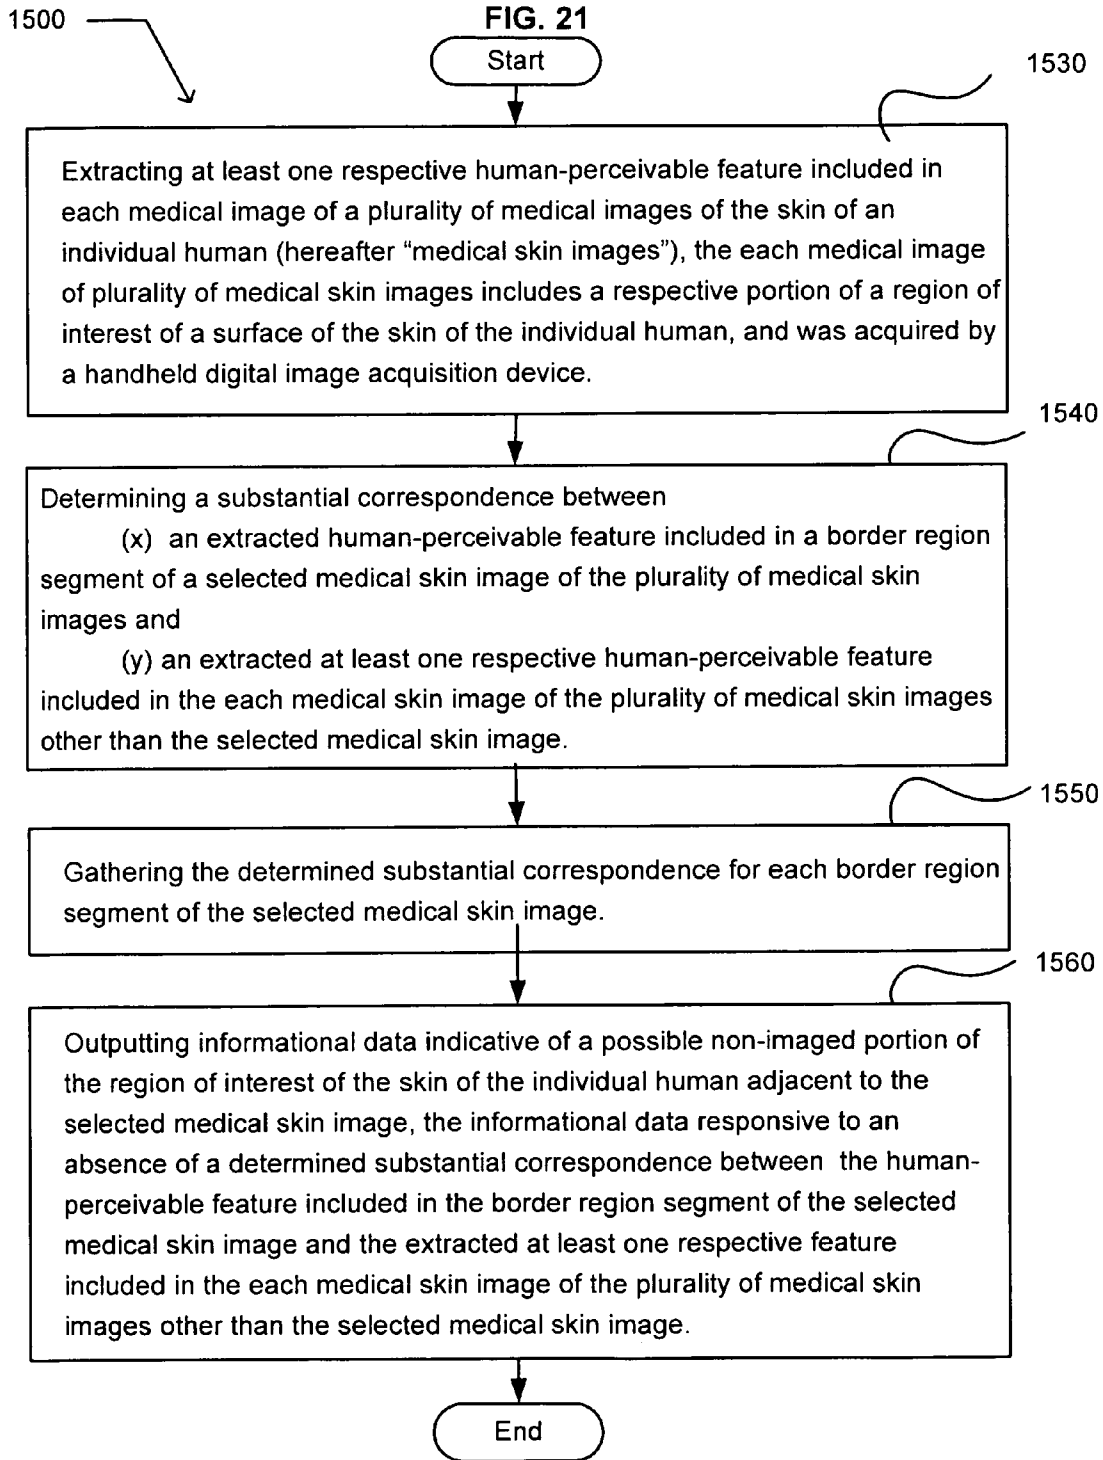 1500
FIG. 21
Start
1530
Extracting at least one respective human-perceivable feature included in
each medical image of a plurality of medical images of the skin of an
individual human (hereafter “medical skin images”), the each medical image
of plurality of medical skin images includes a respective portion of a region of
interest of a surface of the skin of the individual human, and was acquired by
a handheld digital image acquisition device.
1540
Determining a substantial correspondence between
(x) an extracted human-perceivable feature included in a border region
segment of a selected medical skin image of the plurality of medical skin
images and
(y) an extracted at least one respective human-perceivable feature
included in the each medical skin image of the plurality of medical skin images
other than the selected medical skin image.
1550
Gathering the determined substantial correspondence for each border region
segment of the selected medical skin image.
1560
Outputting informational data indicative of a possible non-imaged portion of
the region of interest of the skin of the individual human adjacent to the
selected medical skin image, the informational data responsive to an
absence of a determined substantial correspondence between the human-
perceivable feature included in the border region segment of the selected
medical skin image and the extracted at least one respective feature
included in the each medical skin image of the plurality of medical skin
images other than the selected medical skin image.
End